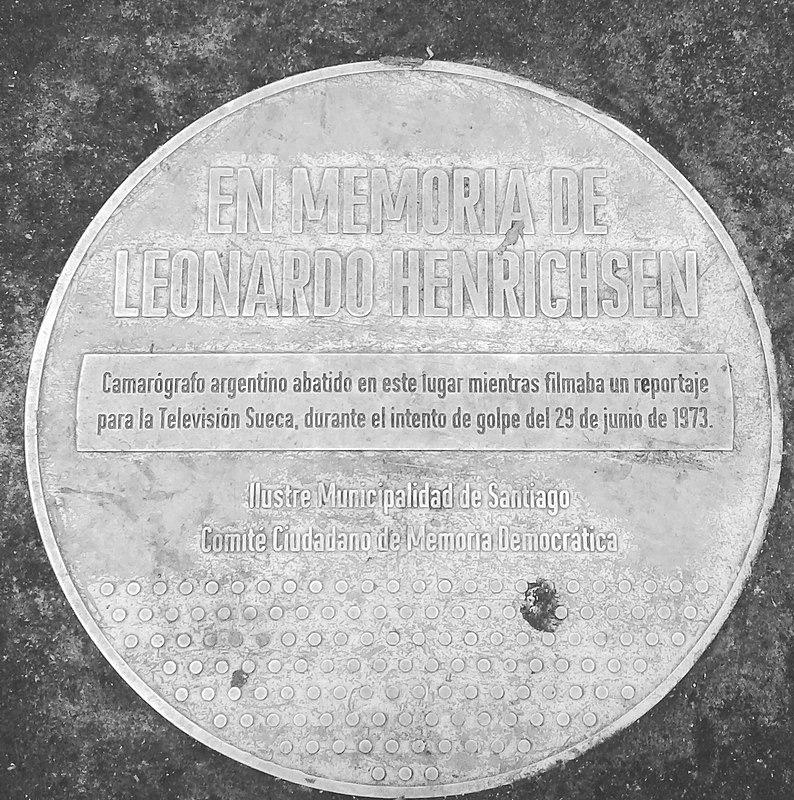 EN MEMORIA DE
LEONARDO HENRICHSEN
Camarógrafo argentino abatido en este lugar mientras filmaba un reportaje
para la Televisión Sueca, durante el intento de golpe del 29 de junio de 1973.
Ilustre Municipalidad de Santiago
Comité Ciudadano de Memoria Democrática